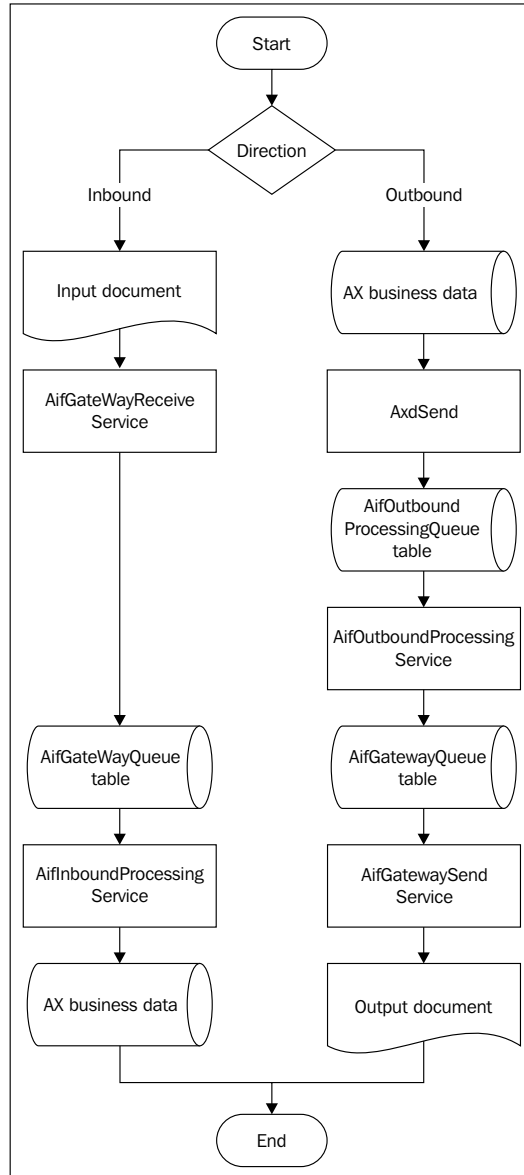 Start
Direction
Inbound
Outbound
Input document
AX business data
AifGateWayReceive
Service
AxdSend
AifOutbound
ProcessingQueue
table
AifOutboundProcessing
Service
AifGateWayQueue
table
AifGatewayQueue
table
AifInboundProcessing
Service
AifGatewaySend
Service
AX business data
Output document
End